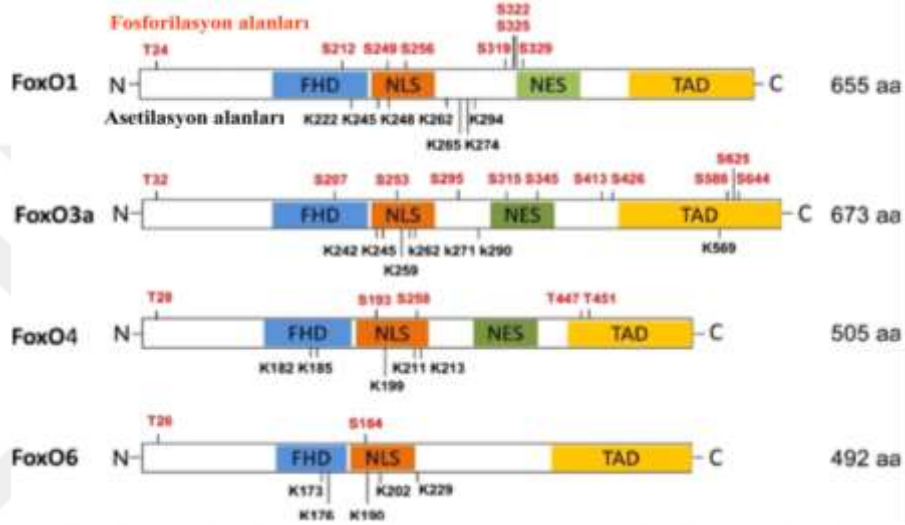 Fosforilasyon alanları
S322
S325
T24 S212 S249 S256 S319 S329
FoxO1 N FHD NLS NES TAD C 655 aa
Asetilasyon alanları K222 K245 K248 K262 K294
K265 K274
S625
T32 S207 S253 S295 S315 S345 S413 S426 S588 S644
FoxO3a N FHD NLS NES TAD C 673 aa
K242 K245 k262 k271 k290 K569
K259
T28 S193 S258 T447 T451
FoxO4 N FHD NLS NES TAD C 505 aa
K182 K185 K211 K213
K199
T26 S184
FoxO6 N FHD NLS TAD C 492 aa
K173 K202 K229
K176 K190